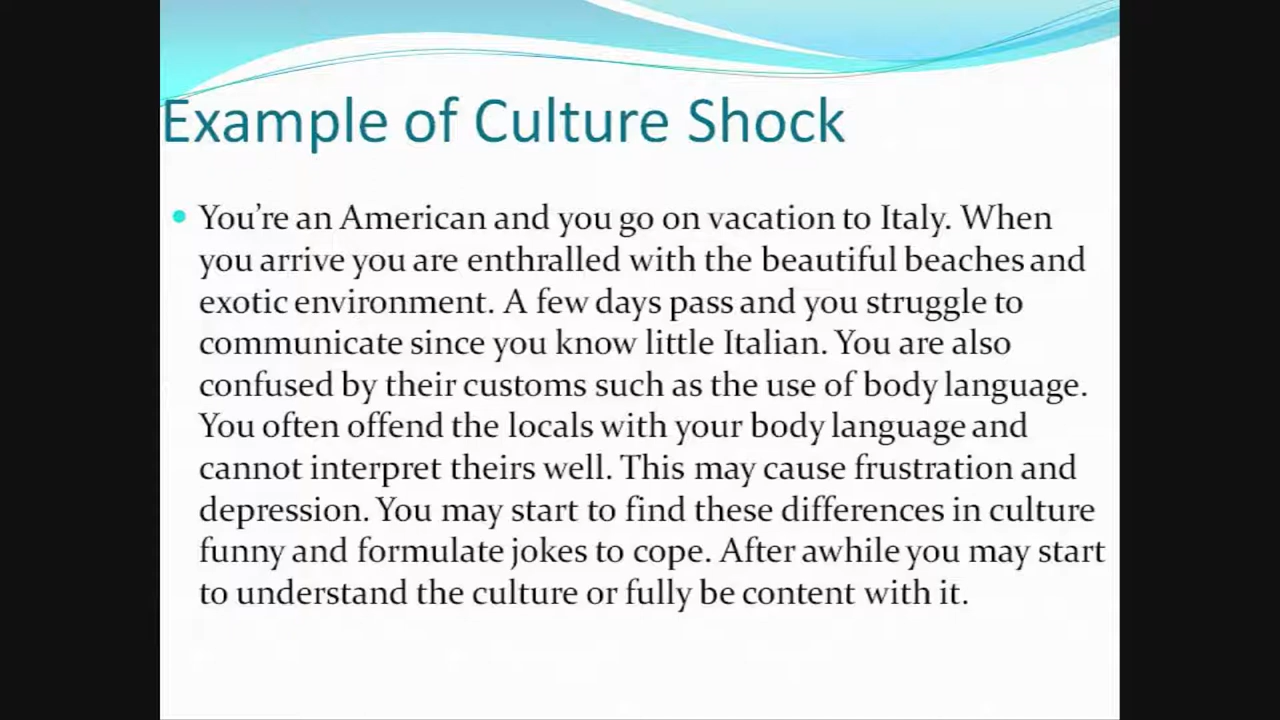 Example of Culture Shock
You’re an American and you go on vacation to Italy. When
you arrive you are enthralled with the beautiful beaches and
exotic environment. A few days pass and you struggle to
communicate since you know little Italian. You are also
confused by their customs such as the use of body language.
You often offend the locals with your body language and
cannot interpret theirs well. This may cause frustration and
depression. You may start to find these differences in culture
funny and formulate jokes to cope. After awhile you may start
to understand the culture or fully be content with it.